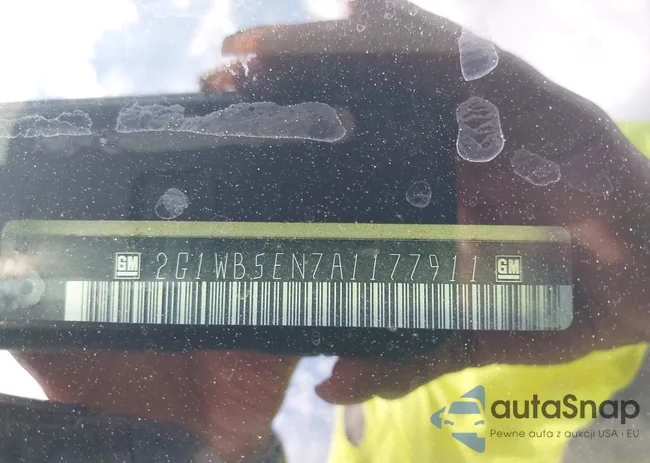 GM 2G1WB5EN7A1177911 GM
autaSnap
Pewne auta z aukcji USA i EU